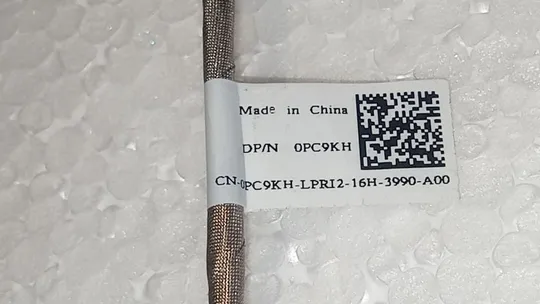 Made in China
DP/N 0PC9KH
CN-0PC9KH-LPRI2-16H-3990-A00